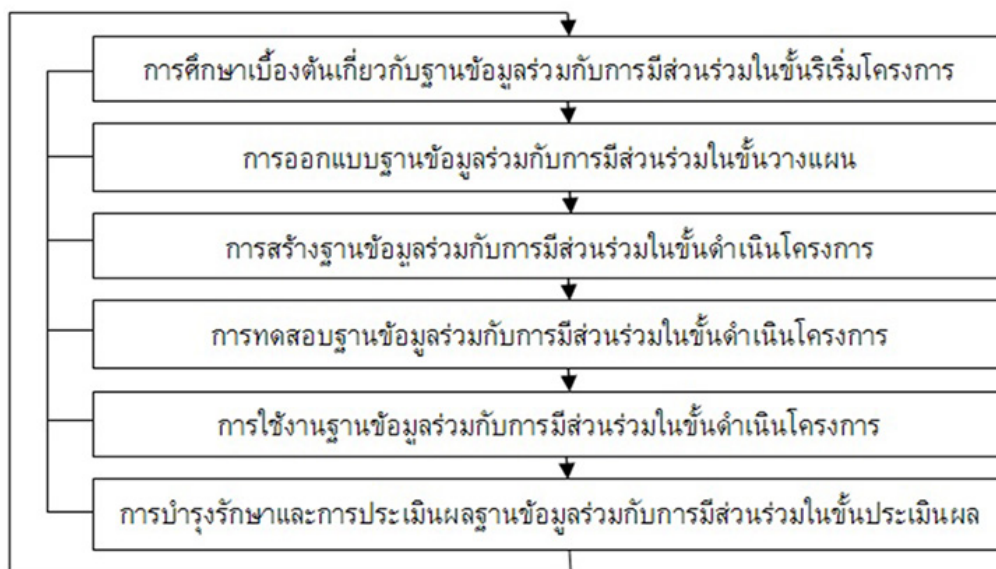 การศึกษาเบื้องต้นเกี่ยวกับฐานข้อมูลร่วมกับการมีส่วนร่วมในขั้นริเริ่มโครงการ
การออกแบบฐานข้อมูลร่วมกับการมีส่วนร่วมในขั้นวางแผน
การสร้างฐานข้อมูลร่วมกับการมีส่วนร่วมในขั้นดำเนินโครงการ
การทดสอบฐานข้อมูลร่วมกับการมีส่วนร่วมในขั้นดำเนินโครงการ
การใช้งานฐานข้อมูลร่วมกับการมีส่วนร่วมในขั้นดำเนินโครงการ
การบำรุงรักษาและการประเมินผลฐานข้อมูลร่วมกับการมีส่วนร่วมในขั้นประเมินผล